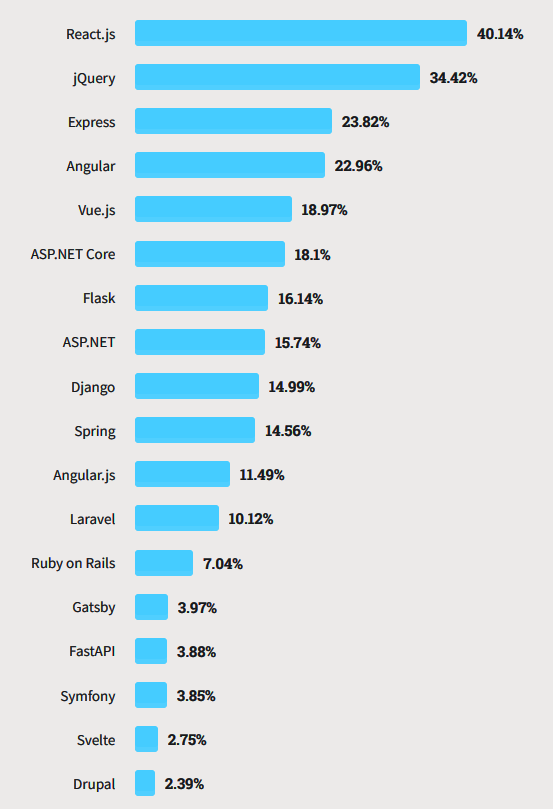 React.js 40.14%
jQuery 34.42%
Express 23.82%
Angular 22.96%
Vue.js 18.97%
ASP.NET Core 18.1%
Flask 16.14%
ASP.NET 15.74%
Django 14.99%
Spring 14.56%
Angular.js 11.49%
Laravel 10.12%
Ruby on Rails 7.04%
Gatsby 3.97%
FastAPI 3.88%
Symfony 3.85%
Svelte 2.75%
Drupal 2.39%